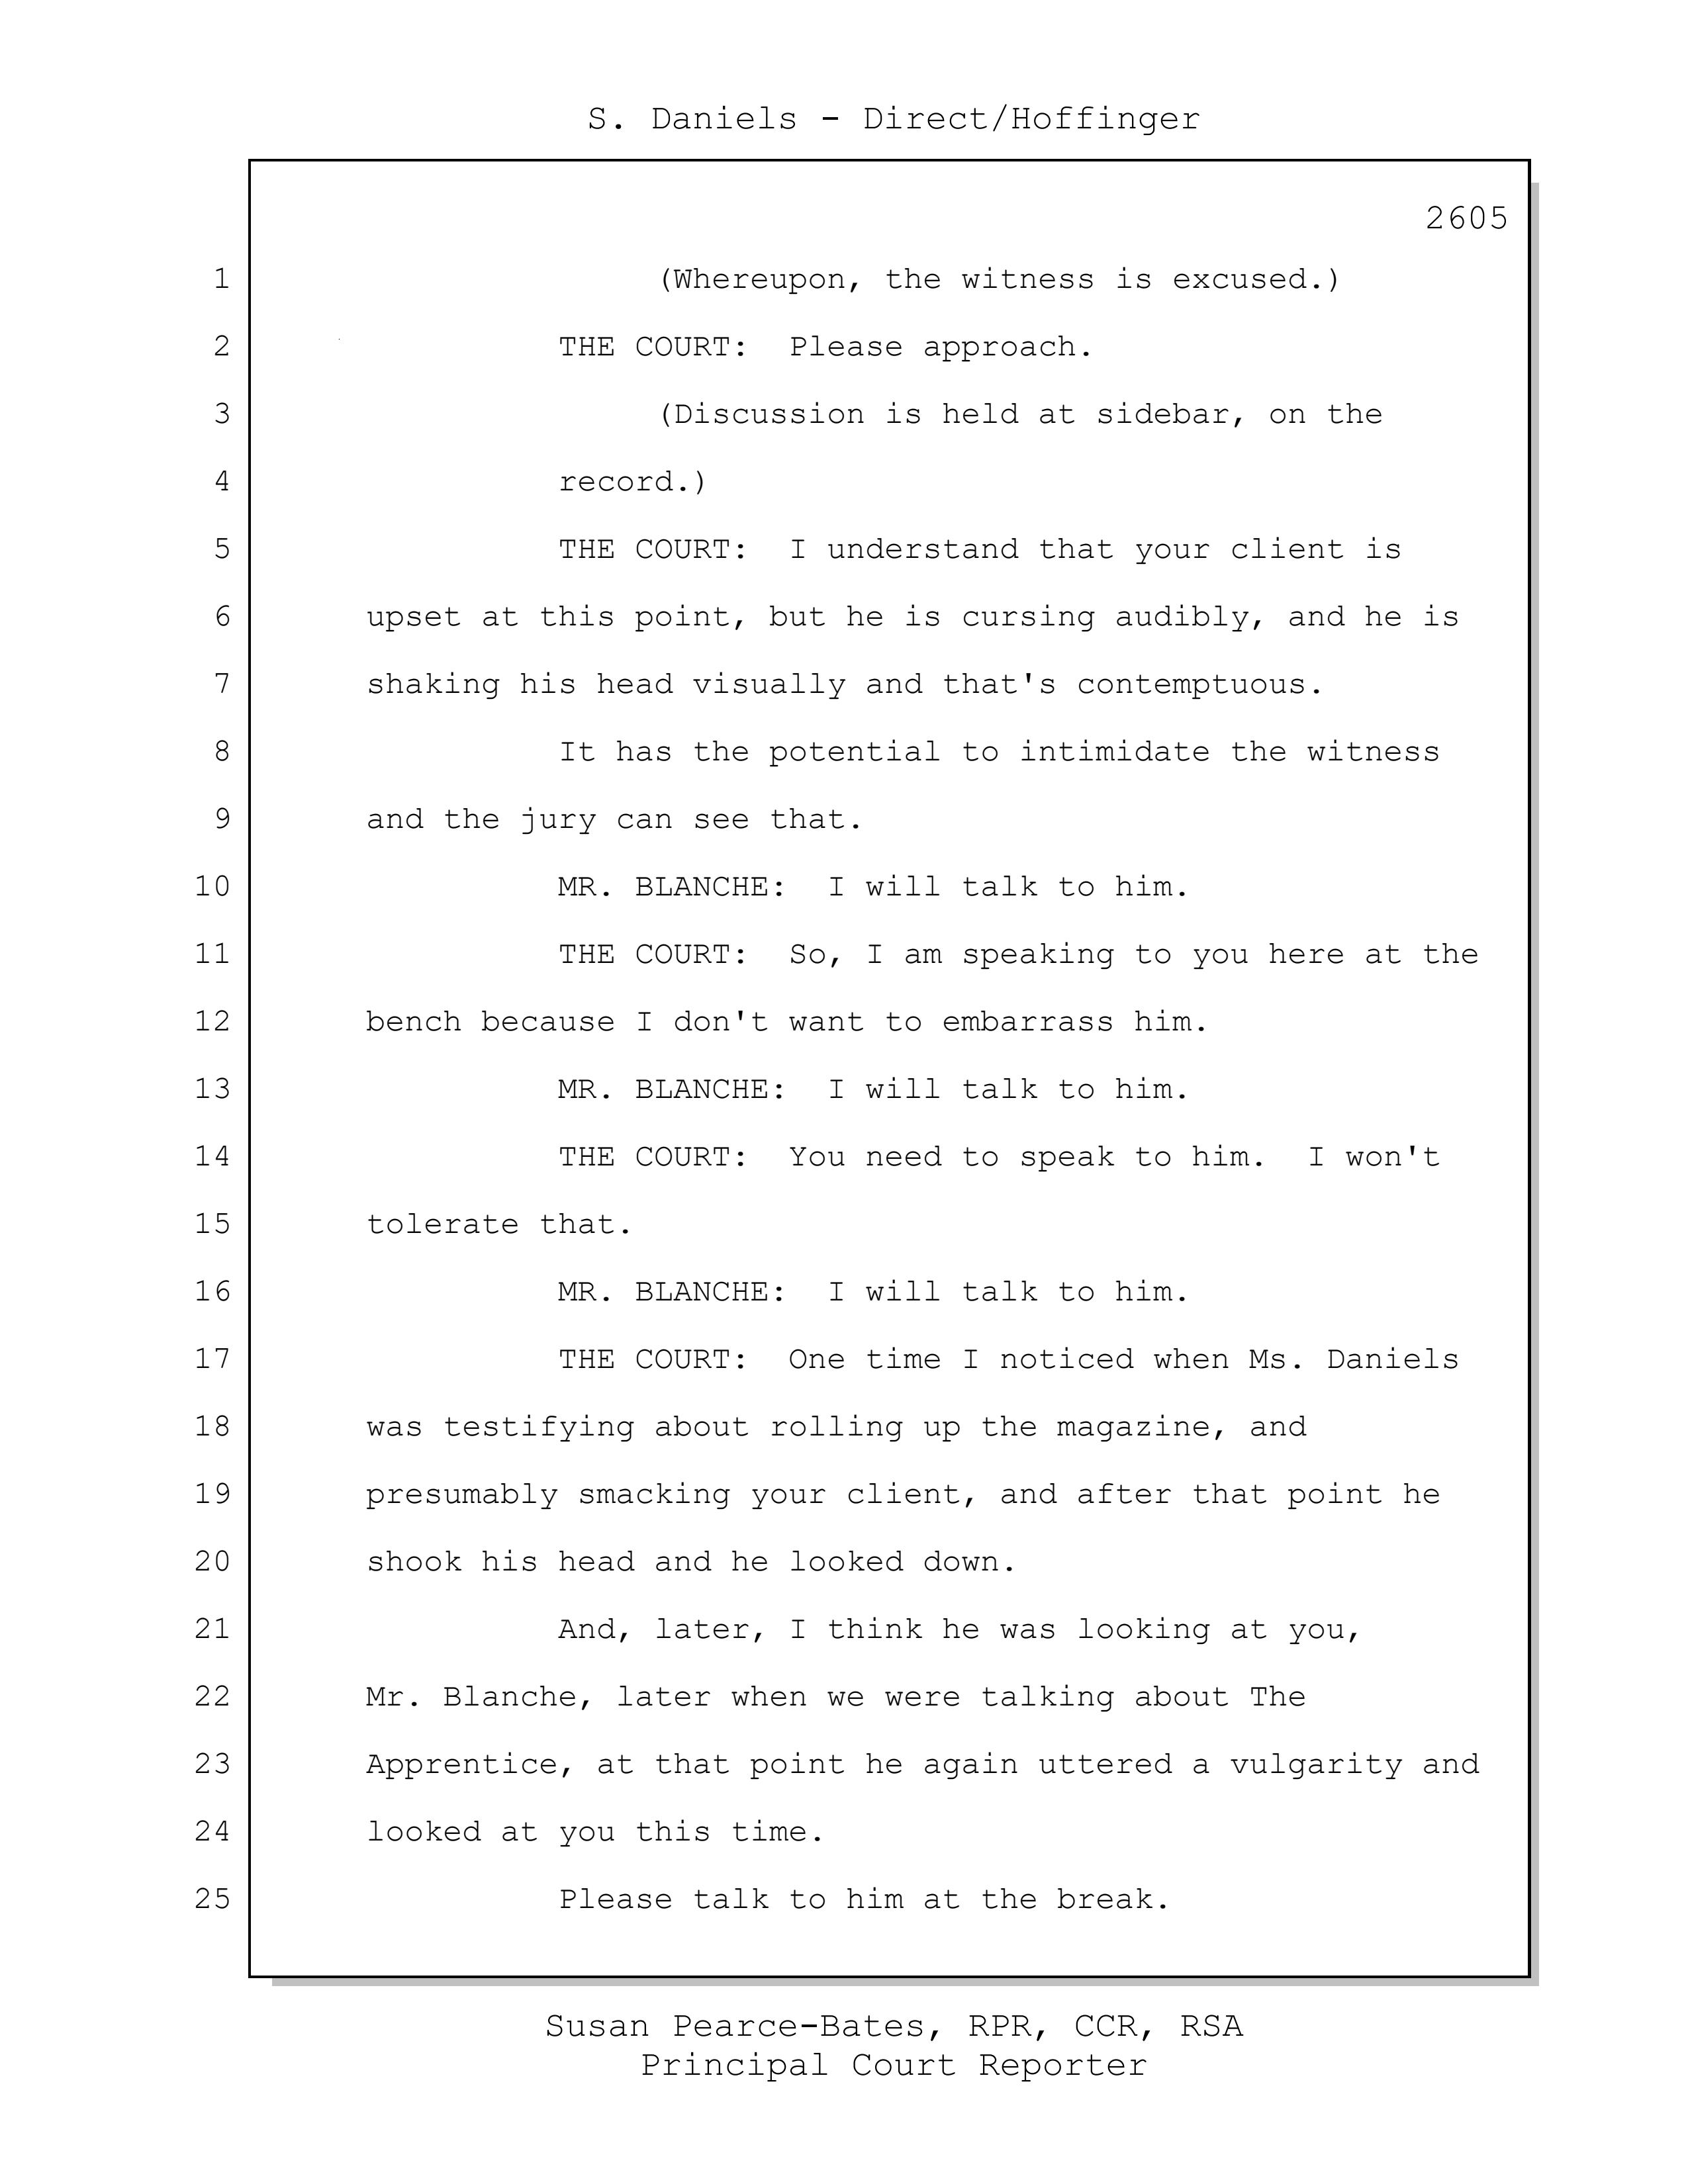 S. Daniels - Direct/Hoffinger
2605
1 (Whereupon, the witness is excused.)
2 THE COURT: Please approach.
3 (Discussion is held at sidebar, on the
4 record.)
5 THE COURT: I understand that your client is
6 upset at this point, but he is cursing audibly, and he is
7 shaking his head visually and that's contemptuous.
8 It has the potential to intimidate the witness
9 and the jury can see that.
10 MR. BLANCHE: I will talk to him.
11 THE COURT: So, I am speaking to you here at the
12 bench because I don't want to embarrass him.
13 MR. BLANCHE: I will talk to him.
14 THE COURT: You need to speak to him. I won't
15 tolerate that.
16 MR. BLANCHE: I will talk to him.
17 THE COURT: One time I noticed when Ms. Daniels
18 was testifying about rolling up the magazine, and
19 presumably smacking your client, and after that point he
20 shook his head and he looked down.
21 And, later, I think he was looking at you,
22 Mr. Blanche, later when we were talking about The
23 Apprentice, at that point he again uttered a vulgarity and
24 looked at you this time.
25 Please talk to him at the break.
Susan Pearce-Bates, RPR, CCR, RSA
Principal Court Reporter